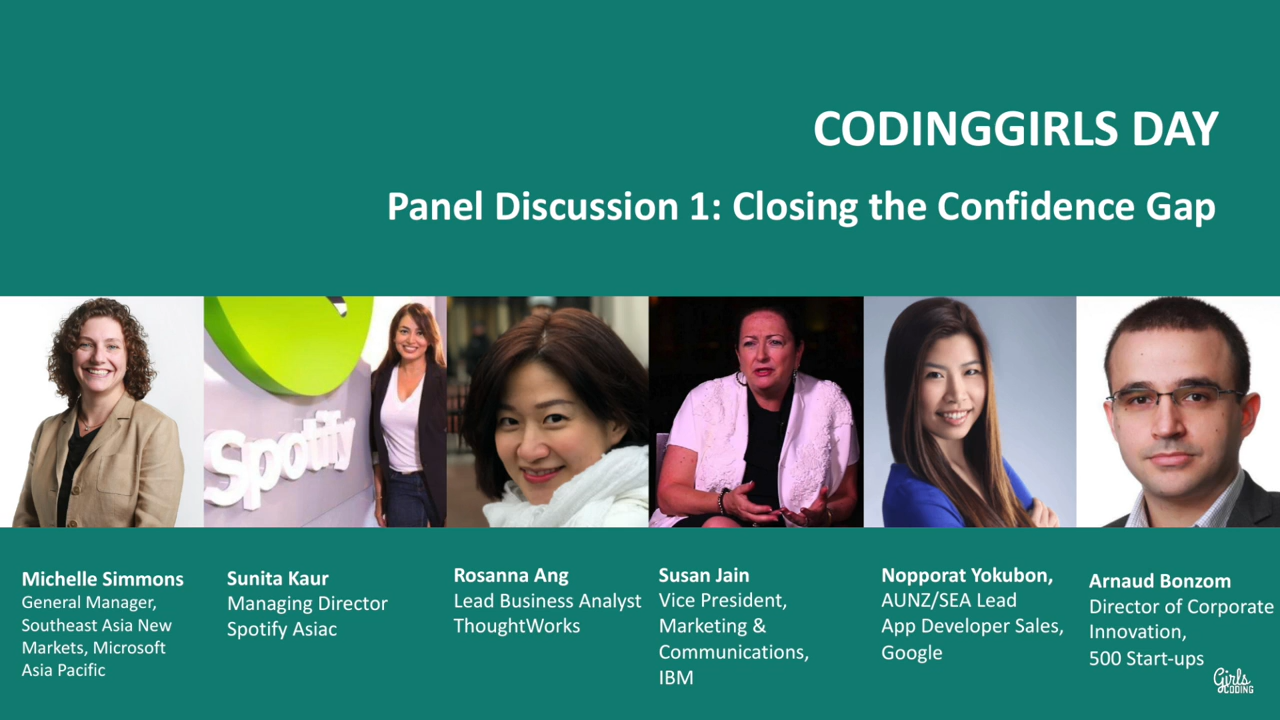 CODINGGIRLS DAY
Panel Discussion 1: Closing the Confidence Gap
Spotify
Michelle Simmons
General Manager,
Southeast Asia New
Markets, Microsoft
Asia Pacific
Sunita Kaur
Managing Director
Spotify Asiac
Rosanna Ang
Lead Business Analyst
ThoughtWorks
Susan Jain
Vice President,
Marketing &
Communications,
IBM
Nopporat Yokubon,
AUNZ/SEA Lead
App Developer Sales,
Google
Arnaud Bonzom
Director of Corporate
Innovation,
500 Start-ups
Girls
CODING